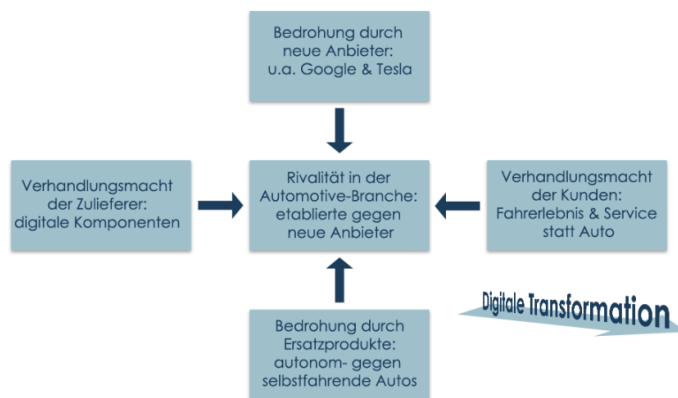 Bedrohung durch
neue Anbieter:
u.a. Google & Tesla
Verhandlungsmacht
der Zulieferer:
digitale Komponenten
Rivalität in der
Automotive-Branche:
etablierte gegen
neue Anbieter
Verhandlungsmacht
der Kunden:
Fahrerlebnis & Service
statt Auto
Bedrohung durch
Ersatzprodukte:
autonom- gegen
selbstfahrende Autos
Digitale Transformation